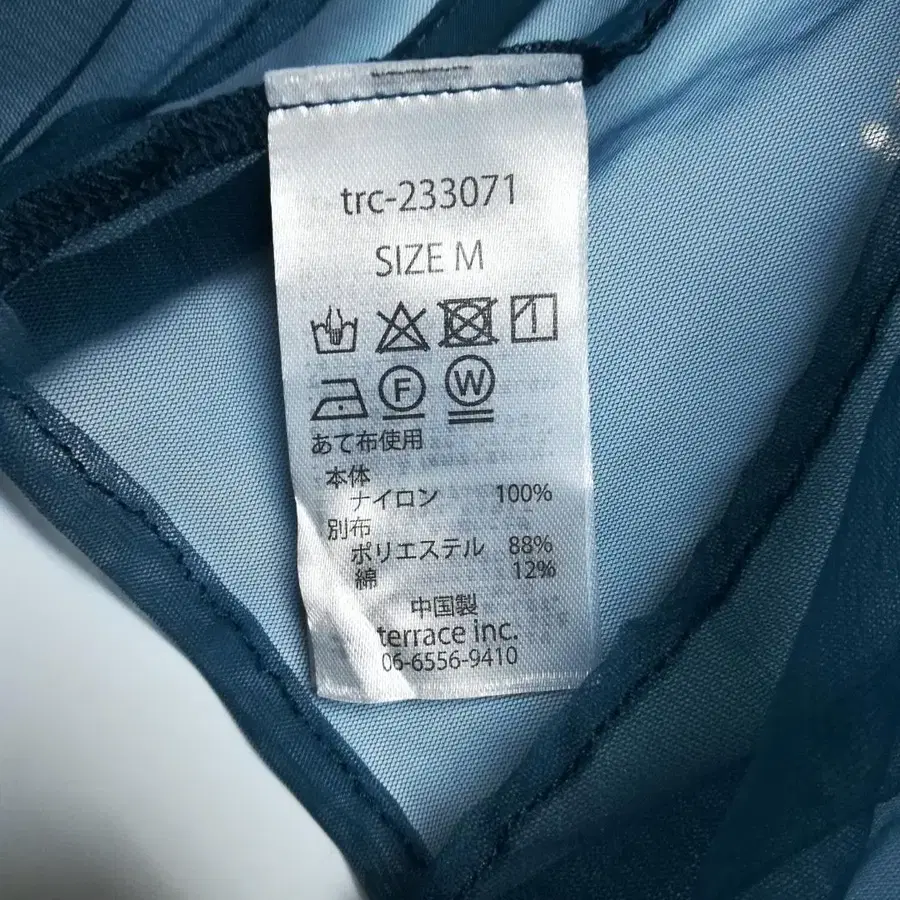 trc-233071
SIZE M
F W
あて布使用
本体
ナイロン 100%
別布
ポリエステル 88%
綿 12%
中国製
terrace inc.
06-6556-9410